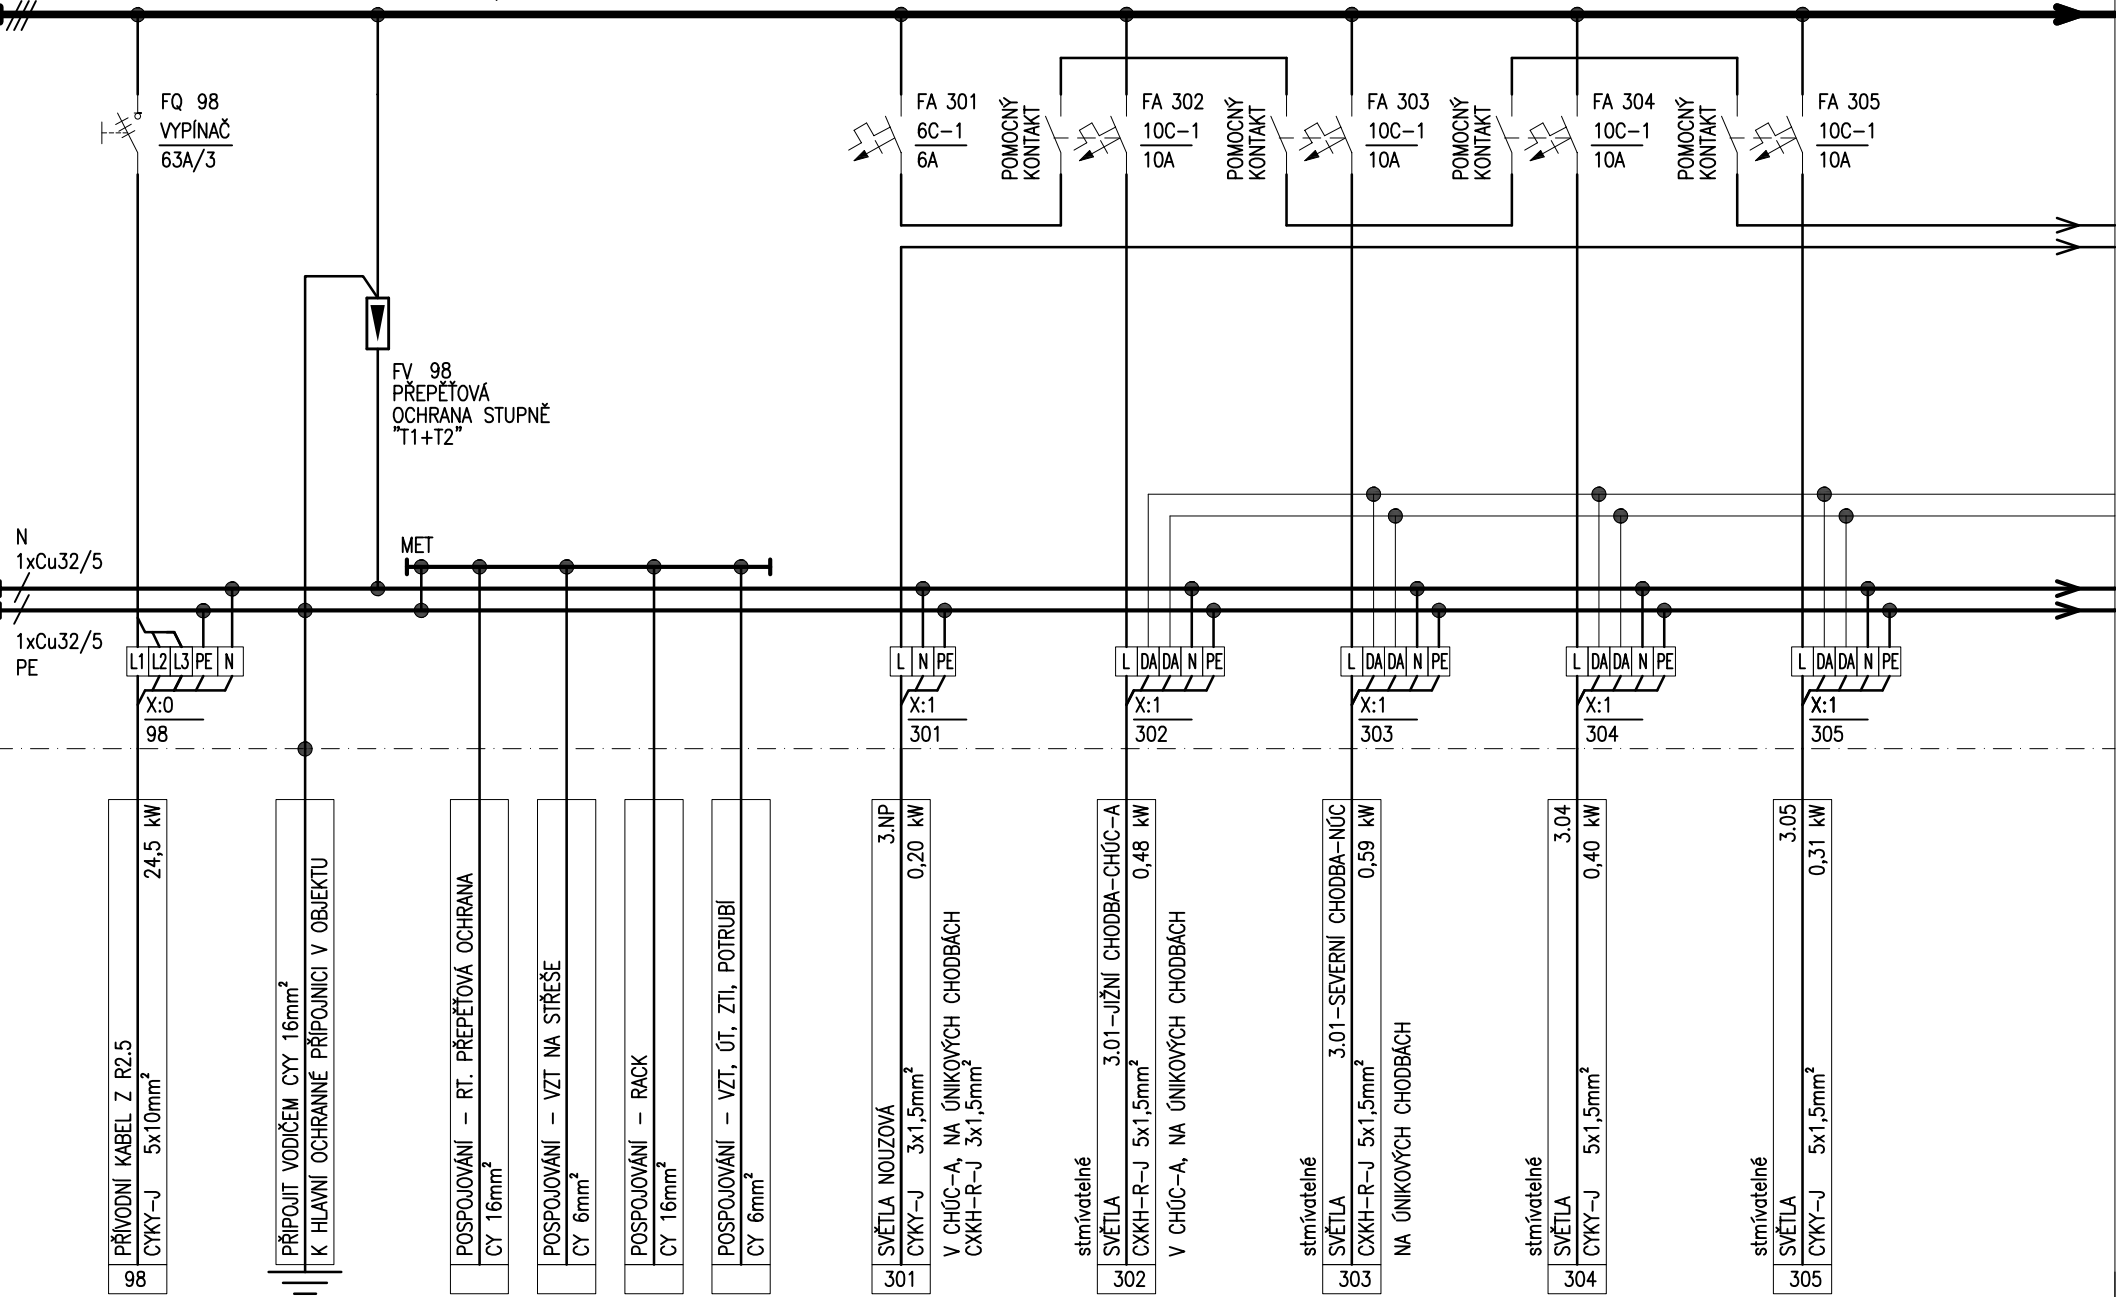 FQ 98
VYPÍNAČ
63A/3
FA 301
6C-1
6A
POMOCNÝ
KONTAKT
FA 302
10C-1
10A
POMOCNÝ
KONTAKT
FA 303
10C-1
10A
POMOCNÝ
KONTAKT
FA 304
10C-1
10A
POMOCNÝ
KONTAKT
FA 305
10C-1
10A
FV 98
PŘEPĚŤOVÁ
OCHRANA STUPNĚ
"T1+T2"
N
1xCu32/5
MET
1xCu32/5
PE
L1 L2 L3 PE N
X:0
98
L N PE
X:1
301
L DA DA N PE
X:1
302
L DA DA N PE
X:1
303
L DA DA N PE
X:1
304
L DA DA N PE
X:1
305
PŘÍVODNÍ KABEL Z R2.5
CYKY-J 5x10mm² 24,5 kW
98
PŘIPOJIT VODIČEM CYY 16mm²
K HLAVNÍ OCHRANNÉ PŘÍPOJNICI V OBJEKTU
POSPOJOVÁNÍ - RT. PŘEPĚŤOVÁ OCHRANA
CY 16mm²
POSPOJOVÁNÍ - VZT NA STŘEŠE
CY 6mm²
POSPOJOVÁNÍ - RACK
CY 16mm²
POSPOJOVÁNÍ - VZT, ÚT, ZTI, POTRUBÍ
CY 6mm²
SVĚTLA NOUZOVÁ 3.NP
CYKY-J 3x1,5mm² 0,20 kW
V CHÚC-A, NA ÚNIKOVÝCH CHODBÁCH
CXKH-R-J 3x1,5mm²
301
stmívatelné
SVĚTLA 3.01-JIŽNÍ CHODBA-CHÚC-A
CXKH-R-J 5x1,5mm² 0,48 kW
V CHÚC-A, NA ÚNIKOVÝCH CHODBÁCH
302
stmívatelné
SVĚTLA 3.01-SEVERNÍ CHODBA-NÚC
CXKH-R-J 5x1,5mm² 0,59 kW
NA ÚNIKOVÝCH CHODBÁCH
303
stmívatelné
SVĚTLA 3.04
CYKY-J 5x1,5mm² 0,40 kW
304
stmívatelné
SVĚTLA 3.05
CYKY-J 5x1,5mm² 0,31 kW
305